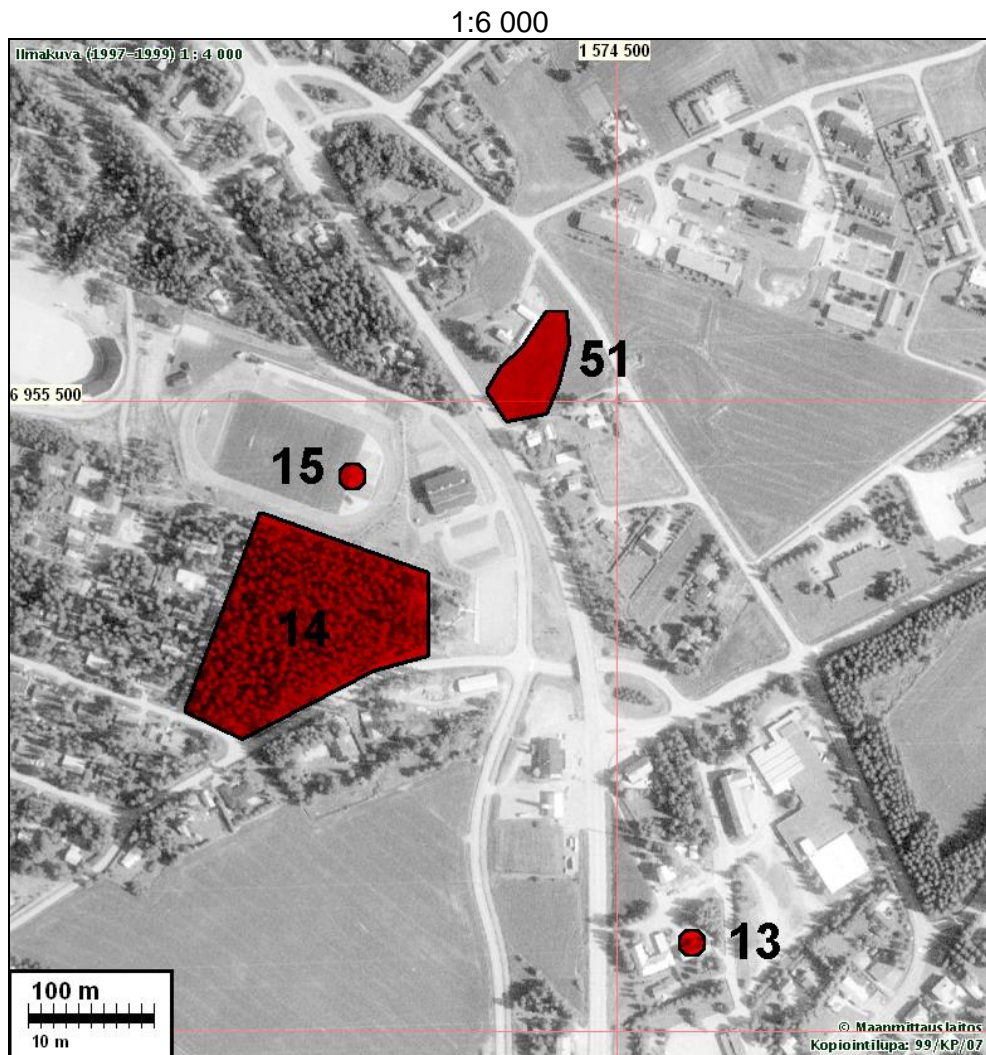 1:6 000
Ilmakuva (1997-1999) 1: 4 000
1 574 500
51
6 955 500
15
14
13
100 m
10 m
© Maanmittauslaitos
Kopiointilupa: 99/KP/07